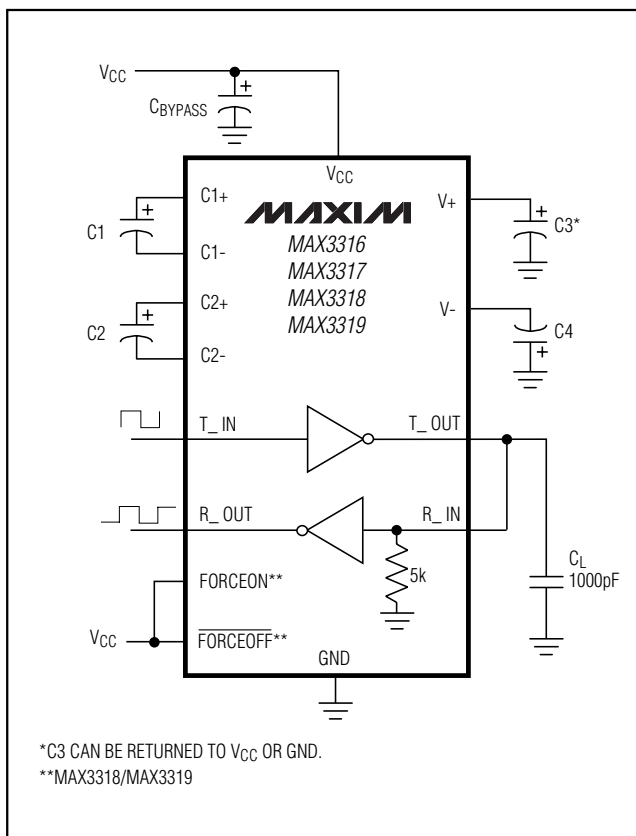 VCC
CBYPASS
VCC
C1+
V+
MAXIM
C1
C3*
C1-
MAX3316
MAX3317
C2+
MAX3318
V-
MAX3319
C2
C4
C2-
T_ IN
T_ OUT
R_ OUT
R_ IN
5k
CL
1000pF
FORCEON**
VCC
FORCEOFF**
GND
*C3 CAN BE RETURNED TO VCC OR GND.
**MAX3318/MAX3319